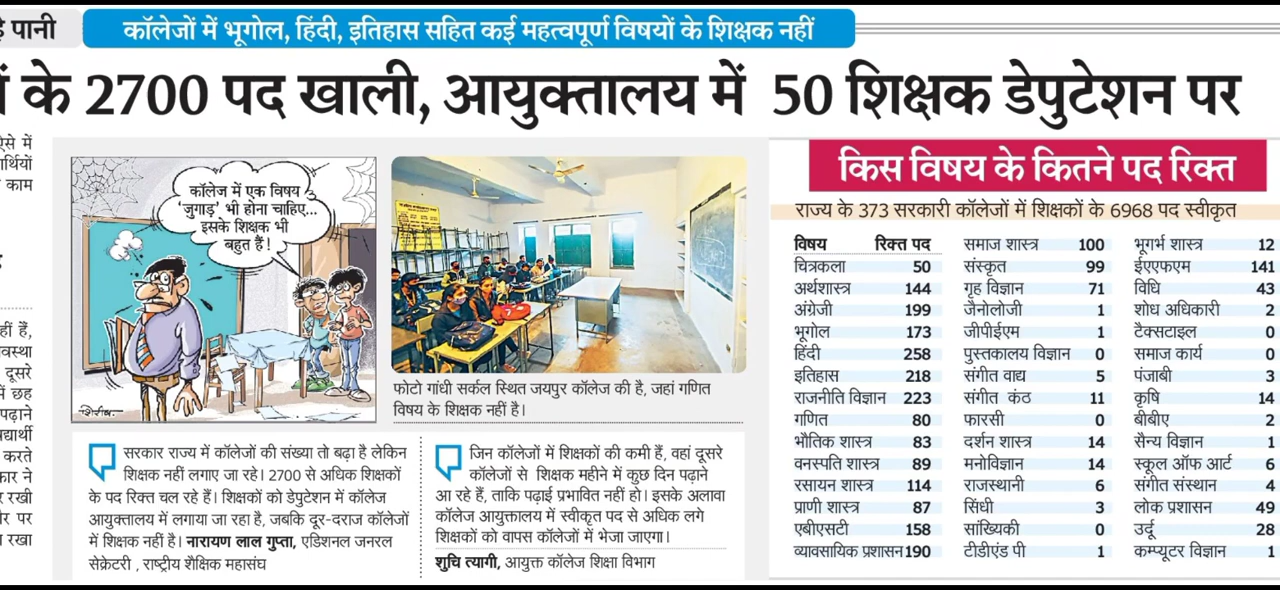 पानी
कॉलेजों में भूगोल, हिंदी, इतिहास सहित कई महत्वपूर्ण विषयों के शिक्षक नहीं
के 2700 पद खाली, आयुक्तालय में 50 शिक्षक डेपुटेशन पर
ऐसे में
काम
हीं हैं,
दूसरे
में छह
पढ़ाने
करते
रखी
पर
रखा
कॉलेज में एक विषय
'जुगाड़' भी होना चाहिए...
इसके शिक्षक भी
बहुत हैं!
फोटो गांधी सर्कल स्थित जयपुर कॉलेज की है, जहां गणित
विषय के शिक्षक नहीं है।
सरकार राज्य में कॉलेजों की संख्या तो बढ़ा है लेकिन
शिक्षक नहीं लगाए जा रहे। 2700 से अधिक शिक्षकों
के पद रिक्त चल रहे हैं। शिक्षकों को डेपुटेशन में कॉलेज
आयुक्तालय में लगाया जा रहा है, जबकि दूर-दराज कॉलेजों
में शिक्षक नहीं है। नारायण लाल गुप्ता, एडिशनल जनरल
सेक्रेटरी , राष्ट्रीय शैक्षिक महासंघ
जिन कॉलेजों में शिक्षकों की कमी हैं, वहां दूसरे
कॉलेजों से शिक्षक महीने में कुछ दिन पढ़ाने
आ रहे हैं, ताकि पढ़ाई प्रभावित नहीं हो। इसके अलावा
कॉलेज आयुक्तालय में स्वीकृत पद से अधिक लगे
शिक्षकों को वापस कॉलेजों में भेजा जाएगा।
शुचि त्यागी, आयुक्त कॉलेज शिक्षा विभाग
किस विषय के कितने पद रिक्त
राज्य के 373 सरकारी कॉलेजों में शिक्षकों के 6968 पद स्वीकृत
विषय रिक्त पद
चित्रकला 50
अर्थशास्त्र 144
अंग्रेजी 199
भूगोल 173
हिंदी 258
इतिहास 218
राजनीति विज्ञान 223
गणित 80
भौतिक शास्त्र 83
वनस्पति शास्त्र 89
रसायन शास्त्र 114
प्राणी शास्त्र 87
एबीएसटी 158
व्यावसायिक प्रशासन 190
समाज शास्त्र 100
संस्कृत 99
गृह विज्ञान 71
जैनोलोजी 1
जीपीईएम 1
पुस्तकालय विज्ञान 0
संगीत वाद्य 5
संगीत कंठ 11
फारसी 0
दर्शन शास्त्र 14
मनोविज्ञान 14
राजस्थानी 6
सिंधी 3
सांख्यिकी 0
टीडीएंड पी 1
भूगर्भ शास्त्र 12
ईएएफएम 141
विधि 43
शोध अधिकारी 2
टैक्सटाइल 0
समाज कार्य 0
पंजाबी 3
कृषि 14
बीबीए 2
सैन्य विज्ञान 1
स्कूल ऑफ आर्ट 6
संगीत संस्थान 4
लोक प्रशासन 49
उर्दू 28
कम्प्यूटर विज्ञान 1